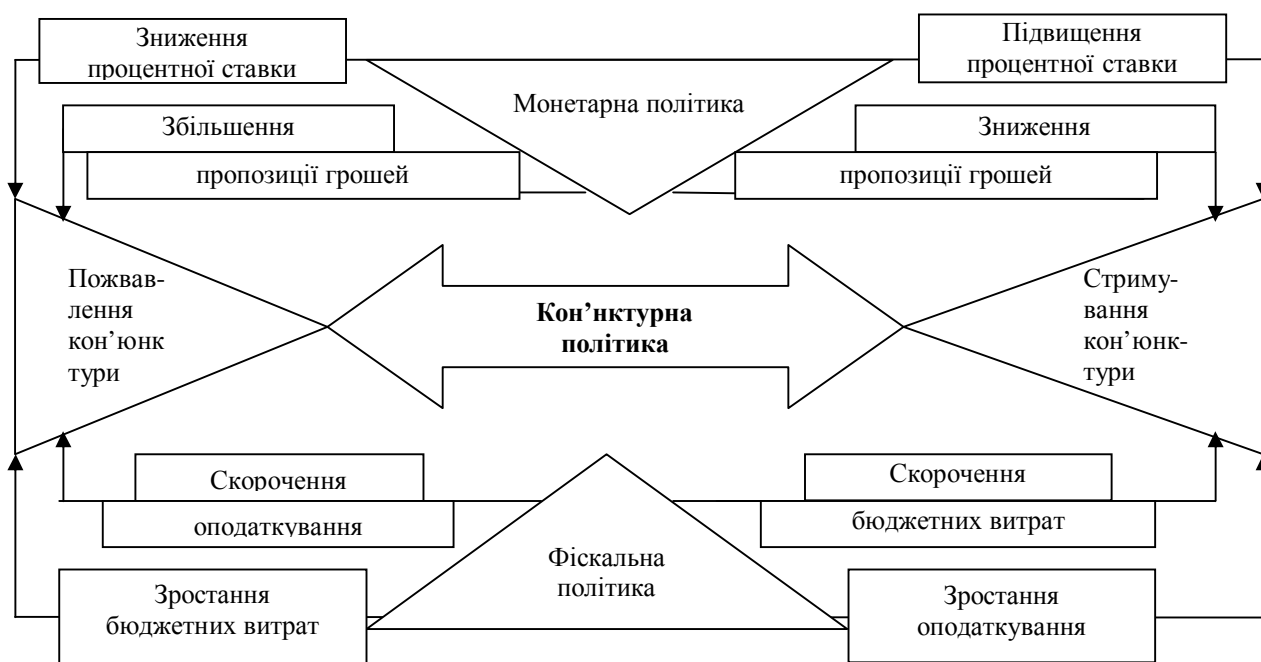 Зниження
процентної ставки
Підвищення
процентної ставки
Монетарна політика
Збільшення
пропозиції грошей
Зниження
пропозиції грошей
Пожвав-
лення
кон’юнк
тури
Кон’нктурна
політика
Стриму-
вання
кон’юнк-
тури
Скорочення
оподаткування
Скорочення
бюджетних витрат
Фіскальна
політика
Зростання
бюджетних витрат
Зростання
оподаткування